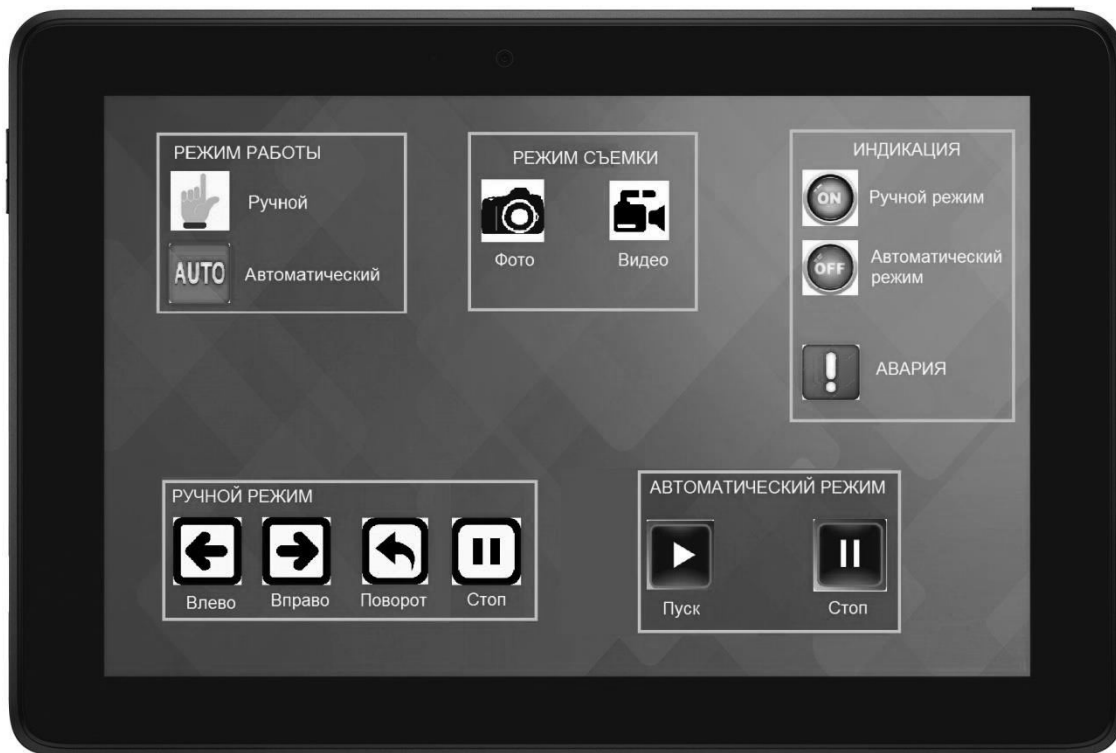 РЕЖИМ РАБОТЫ
Ручной
AUTO
Автоматический
РЕЖИМ СЪЕМКИ
Фото
Видео
ИНДИКАЦИЯ
ON
Ручной режим
OFF
Автоматический
режим
!
АВАРИЯ
РУЧНОЙ РЕЖИМ
Влево
Вправо
Поворот
Стоп
АВТОМАТИЧЕСКИЙ РЕЖИМ
Пуск
Стоп